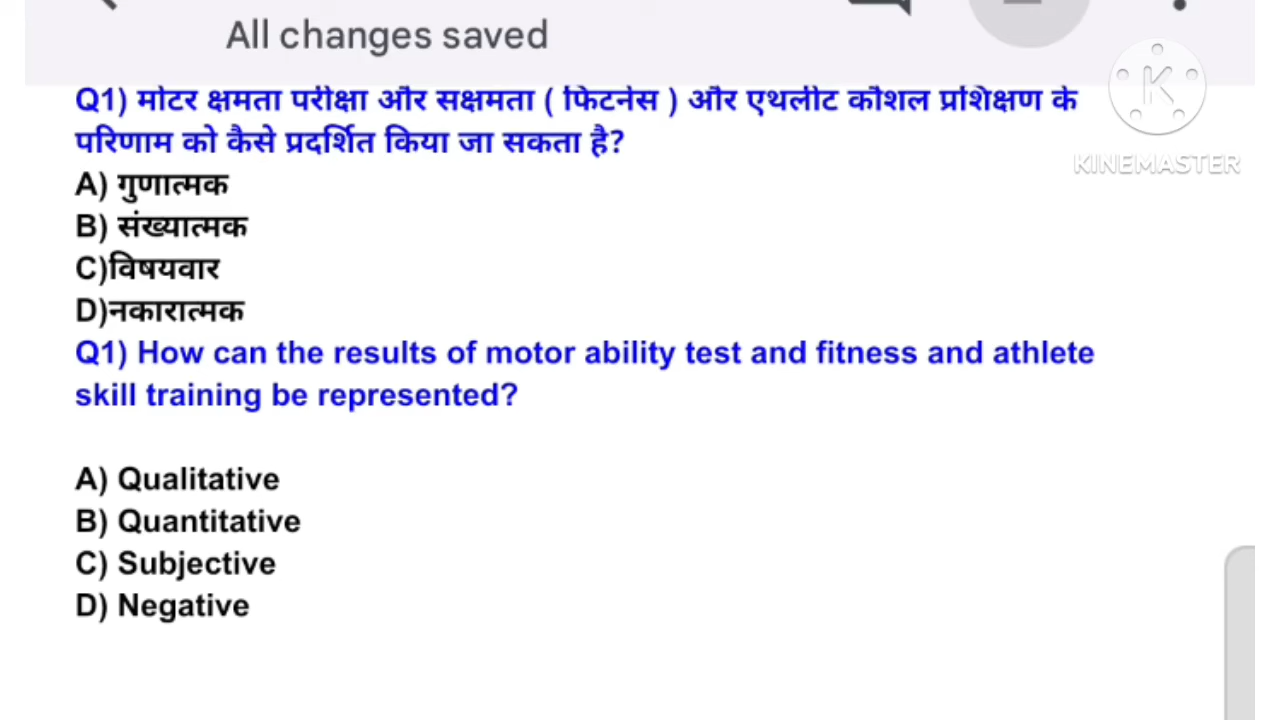 All changes saved
Q1) मोटर क्षमता परीक्षा और सक्षमता ( फिटनेस ) और एथलीट कौशल प्रशिक्षण के
परिणाम को कैसे प्रदर्शित किया जा सकता है?
A) गुणात्मक
B) संख्यात्मक
C)विषयवार
D)नकारात्मक
Q1) How can the results of motor ability test and fitness and athlete
skill training be represented?
A) Qualitative
B) Quantitative
C) Subjective
D) Negative
K
KINEMASTER